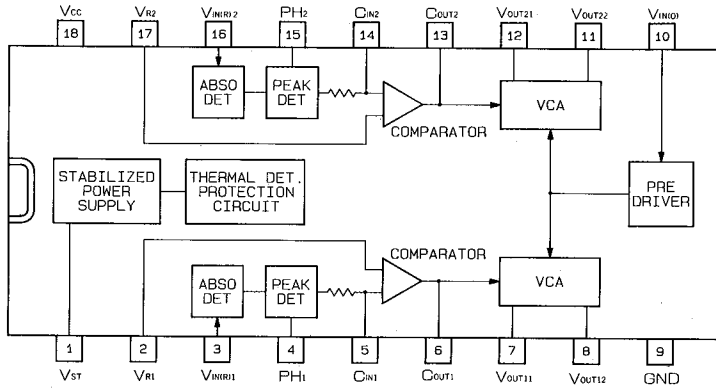 VCC VR2 VIN(R)2 PH2 CIN2 COUT2 VOUT21 VOUT22 VIN(O)
18 17 16 15 14 13 12 11 10
ABSO
DET
PEAK
DET
COMPARATOR
VCA
STABILIZED
POWER
SUPPLY
THERMAL DET.
PROTECTION
CIRCUIT
PRE
DRIVER
COMPARATOR
ABSO
DET
PEAK
DET
VCA
1 2 3 4 5 6 7 8 9
VST VR1 VIN(R)1 PH1 CIN1 COUT1 VOUT11 VOUT12 GND